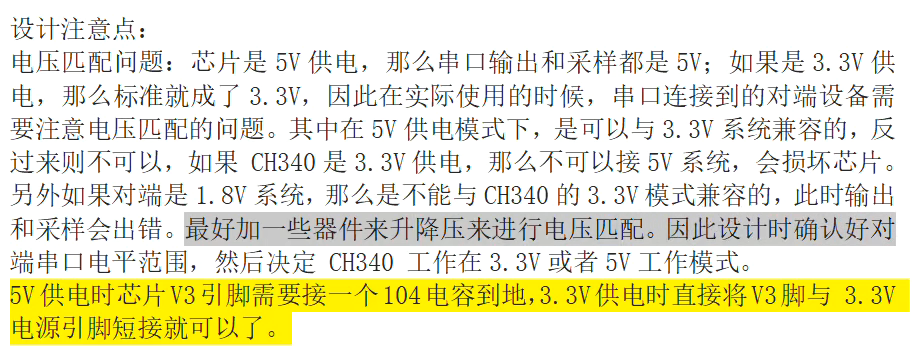 设计注意点：
电压匹配问题：芯片是 5V 供电，那么串口输出和采样都是 5V；如果是 3.3V 供
电，那么标准就成了 3.3V，因此在实际使用的时候，串口连接到的对端设备需
要注意电压匹配的问题。其中在 5V 供电模式下，是可以与 3.3V 系统兼容的，反
过来则不可以，如果 CH340 是 3.3V 供电，那么不可以接 5V 系统，会损坏芯片。
另外如果对端是 1.8V 系统，那么是不能与 CH340 的 3.3V 模式兼容的，此时输出
和采样会出错。最好加一些器件来升降压来进行电压匹配。因此设计时确认好对
端串口电平范围，然后决定 CH340 工作在 3.3V 或者 5V 工作模式。
5V 供电时芯片 V3 引脚需要接一个 104 电容到地，3.3V 供电时直接将 V3 脚与 3.3V
电源引脚短接就可以了。